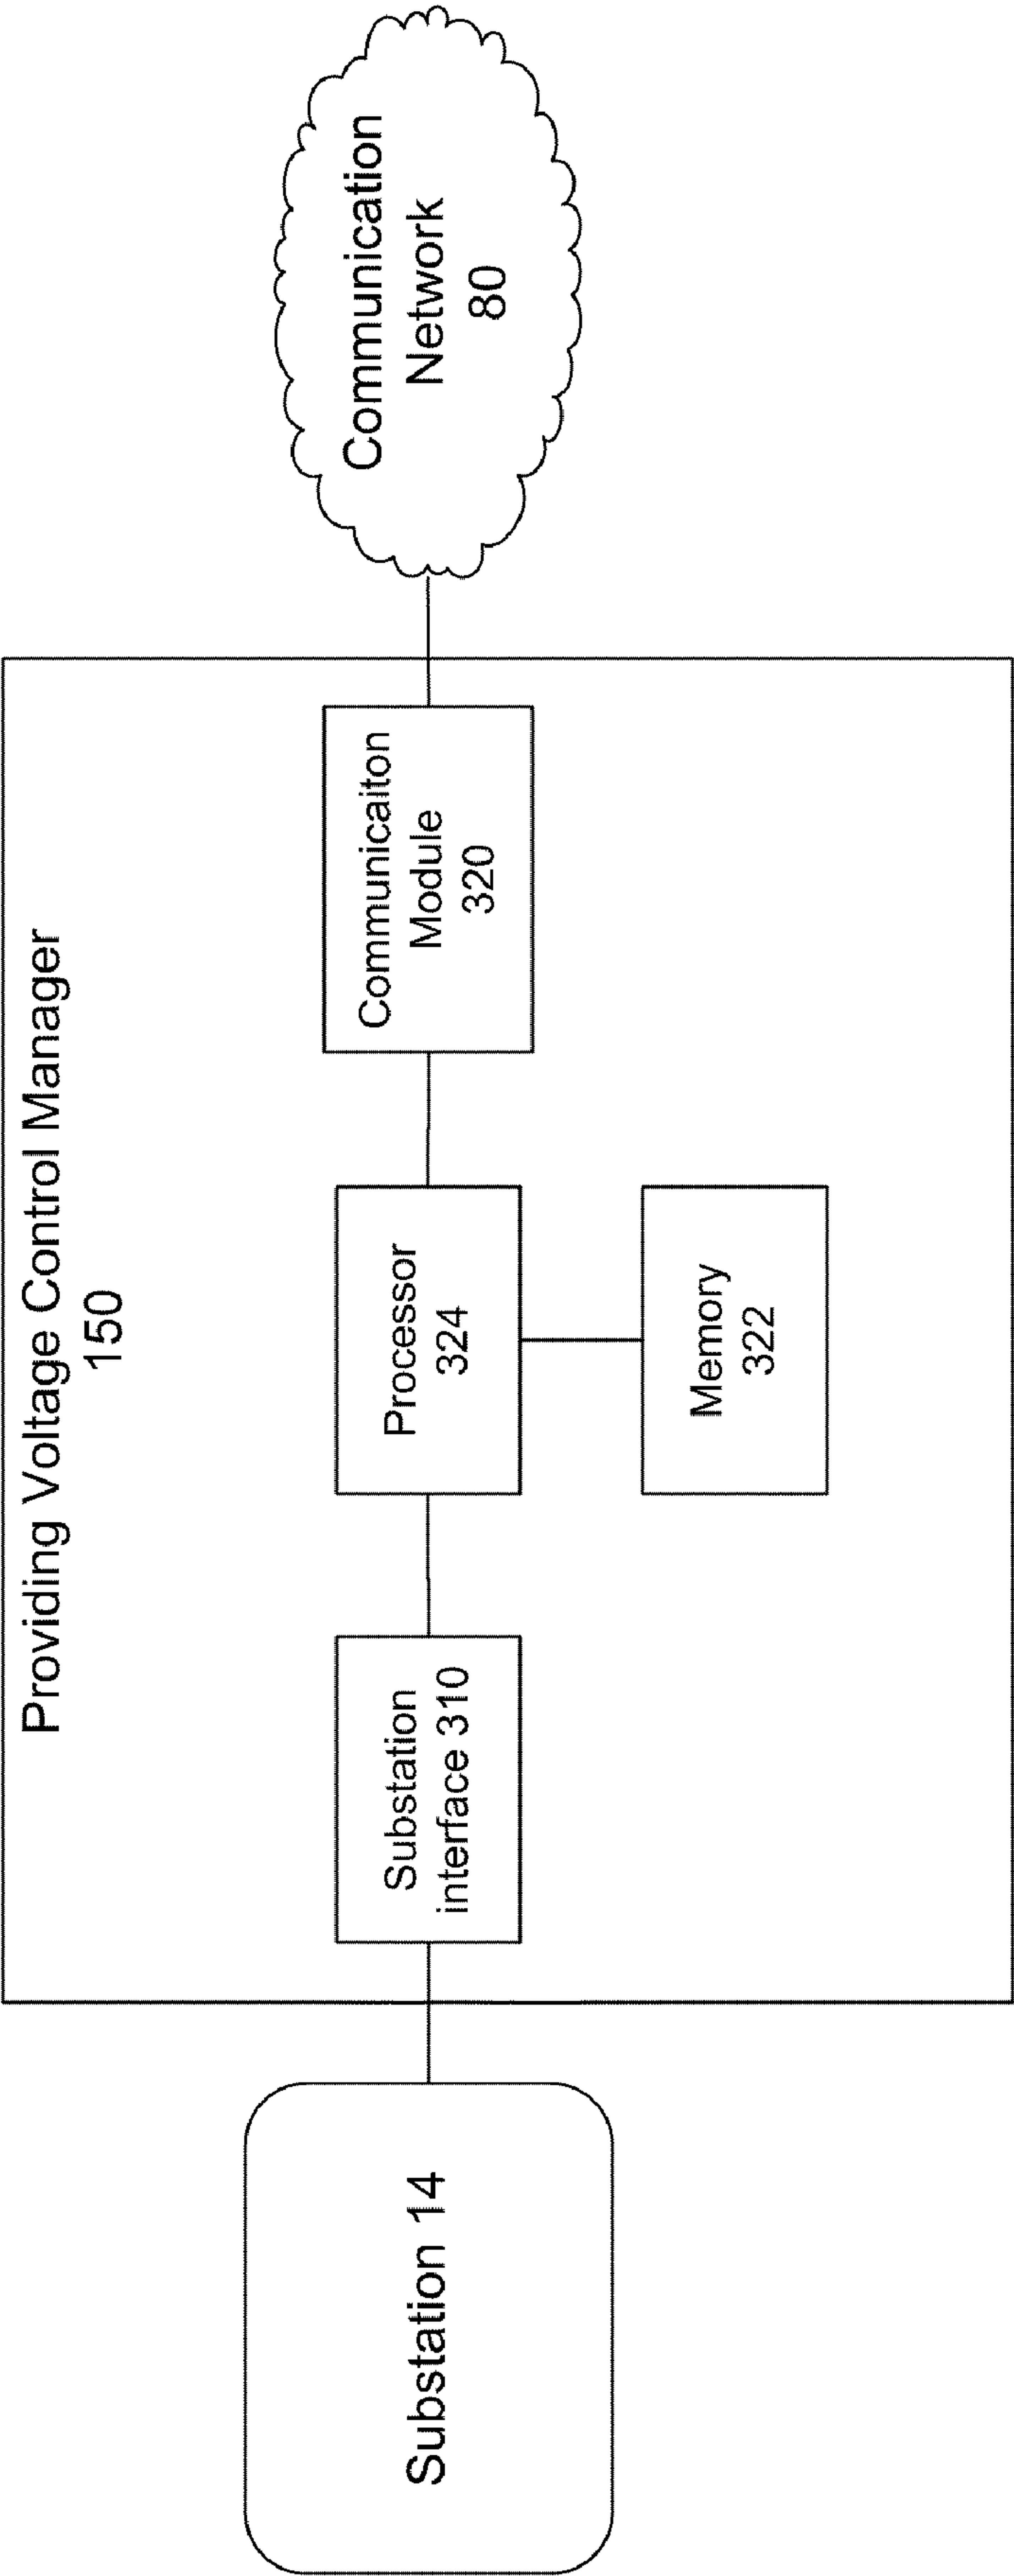 Providing Voltage Control Manager
150
Substation 14
Substation
interface 310
Processor
324
Memory
322
Communicaiton
Module
320
Communication
Network
80